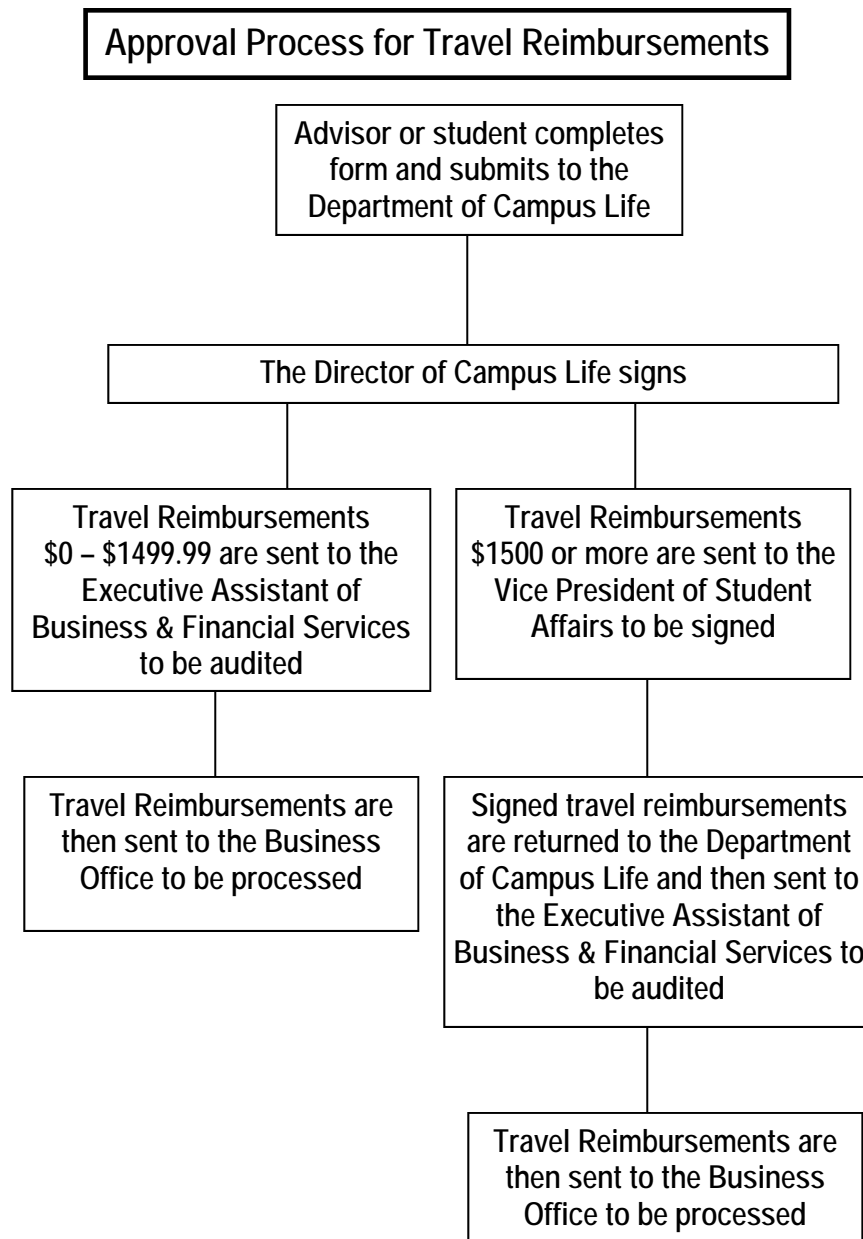 Approval Process for Travel Reimbursements
Advisor or student completes
form and submits to the
Department of Campus Life
The Director of Campus Life signs
Travel Reimbursements
$0 – $1499.99 are sent to the
Executive Assistant of
Business & Financial Services
to be audited
Travel Reimbursements
$1500 or more are sent to the
Vice President of Student
Affairs to be signed
Travel Reimbursements are
then sent to the Business
Office to be processed
Signed travel reimbursements
are returned to the Department
of Campus Life and then sent to
the Executive Assistant of
Business & Financial Services to
be audited
Travel Reimbursements are
then sent to the Business
Office to be processed